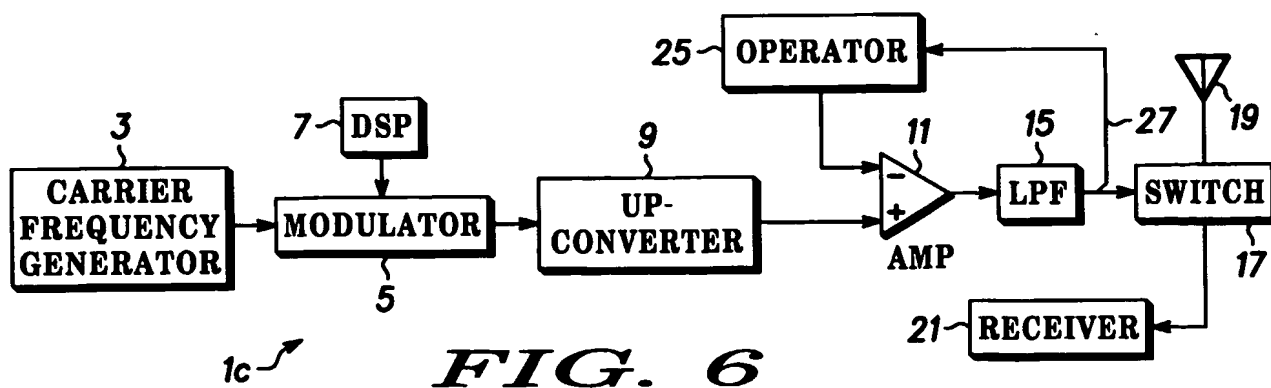 25
OPERATOR
3
7
DSP
9
11
15
27
19
CARRIER
FREQUENCY
GENERATOR
MODULATOR
UP-
CONVERTER
−
+
LPF
SWITCH
AMP
5
17
21
RECEIVER
1c
FIG. 6